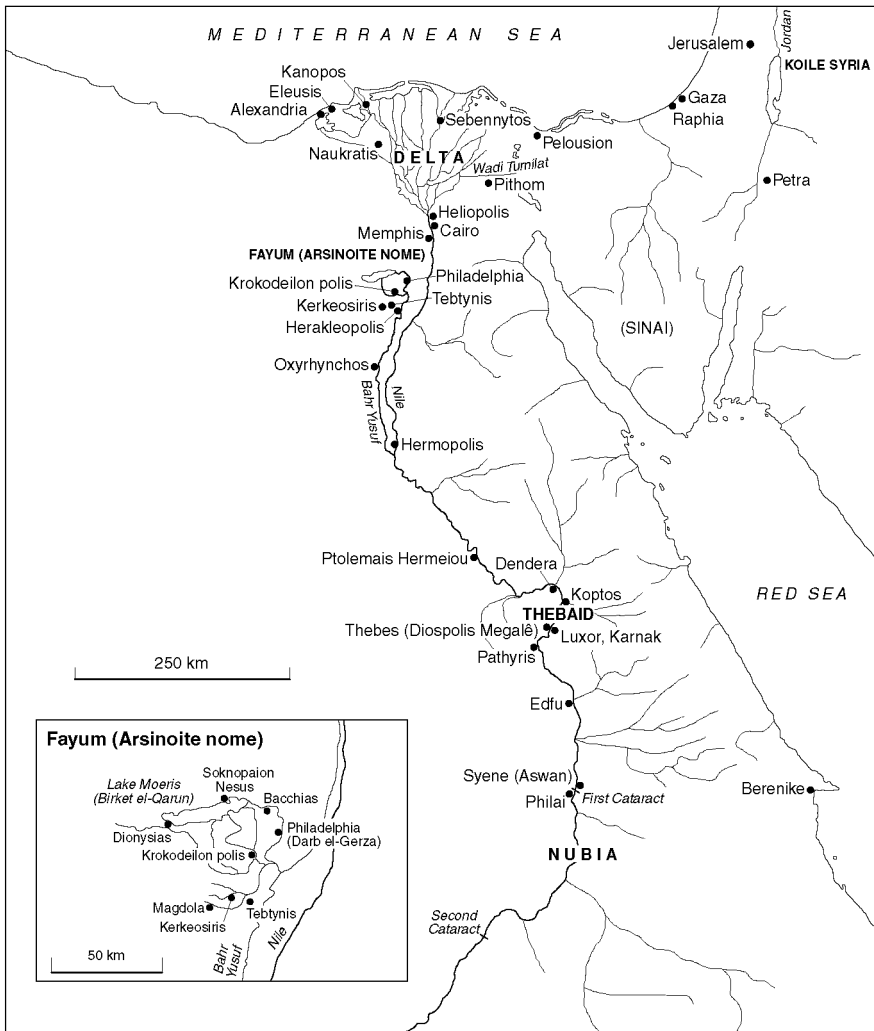 MEDITERRANEAN SEA
Jordan
Jerusalem
KOILE SYRIA
Kanopos
Eleusis
Alexandria
Gaza
Raphia
Sebennytos
Pelousion
Naukratis
DELTA
Wadi Tumilat
Pithom
Petra
Heliopolis
Cairo
Memphis
FAYUM (ARSINOITE NOME)
Philadelphia
Krokodeilon polis
Tebtynis
Kerkeosiris
Herakleopolis
(SINAI)
Oxyrhynchos
Bahr Yusuf
Nile
Hermopolis
Ptolemais Hermeiou
Dendera
Koptos
RED SEA
THEBAID
Thebes (Diospolis Megalê)
Luxor, Karnak
Pathyris
250 km
Edfu
Syene (Aswan)
First Cataract
Philai
Berenike
NUBIA
Second
Cataract
Fayum (Arsinoite nome)
Soknopaion
Nesus
Lake Moeris
(Birket el-Qarun)
Bacchias
Dionysias
Philadelphia
(Darb el-Gerza)
Krokodeilon polis
Magdola
Tebtynis
Kerkeosiris
Bahr
Yusuf
Nile
50 km